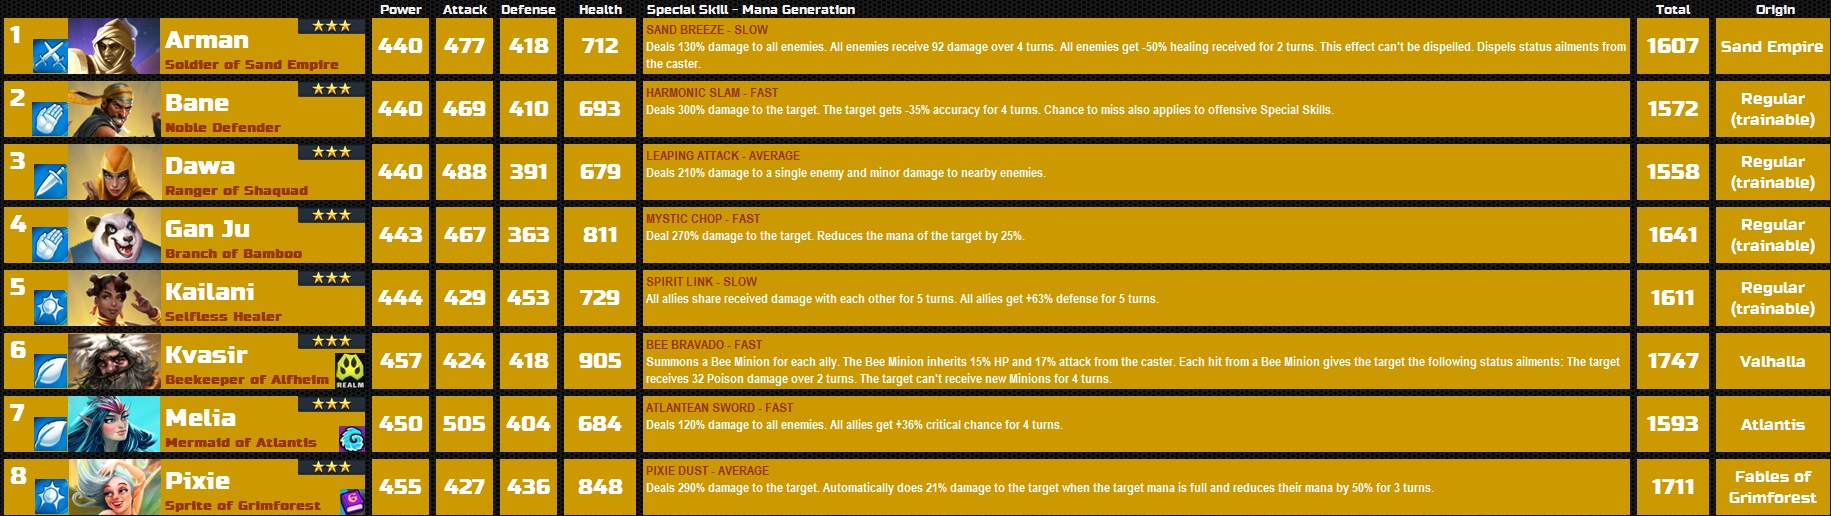 Power Attack Defense Health Special Skill - Mana Generation Total Origin
1 Arman 440 477 418 712 SAND BREEZE - SLOW 1607 Sand Empire
Soldier of Sand Empire
Deals 130% damage to all enemies. All enemies receive 92 damage over 4 turns. All enemies get -50% healing received for 2 turns. This effect can't be dispelled. Dispels status ailments from
the caster.
2 Bane 440 469 410 693 HARMONIC SLAM - FAST 1572 Regular
(trainable)
Noble Defender
Deals 300% damage to the target. The target gets -35% accuracy for 4 turns. Chance to miss also applies to offensive Special Skills.
3 Dawa 440 488 391 679 LEAPING ATTACK - AVERAGE 1558 Regular
(trainable)
Ranger of Shaquad
Deals 210% damage to a single enemy and minor damage to nearby enemies.
4 Gan Ju 443 467 363 811 MYSTIC CHOP - FAST 1641 Regular
(trainable)
Branch of Bamboo
Deal 270% damage to the target. Reduces the mana of the target by 25%.
5 Kailani 444 429 453 729 SPIRIT LINK - SLOW 1611 Regular
(trainable)
Selfless Healer
All allies share received damage with each other for 5 turns. All allies get +63% defense for 5 turns.
6 Kvasir 457 424 418 905 BEE BRAVADO - FAST 1747 Valhalla
Beekeeper of Alfheim
REALM
Summons a Bee Minion for each ally. The Bee Minion inherits 15% HP and 17% attack from the caster. Each hit from a Bee Minion gives the target the following status ailments: The target
receives 32 Poison damage over 2 turns. The target can't receive new Minions for 4 turns.
7 Melia 450 505 404 684 ATLANTEAN SWORD - FAST 1593 Atlantis
Mermaid of Atlantis
Deals 120% damage to all enemies. All allies get +36% critical chance for 4 turns.
8 Pixie 455 427 436 848 PIXIE DUST - AVERAGE 1711 Fables of
Grimforest
Sprite of Grimforest
6
Deals 290% damage to the target. Automatically does 21% damage to the target when the target mana is full and reduces their mana by 50% for 3 turns.